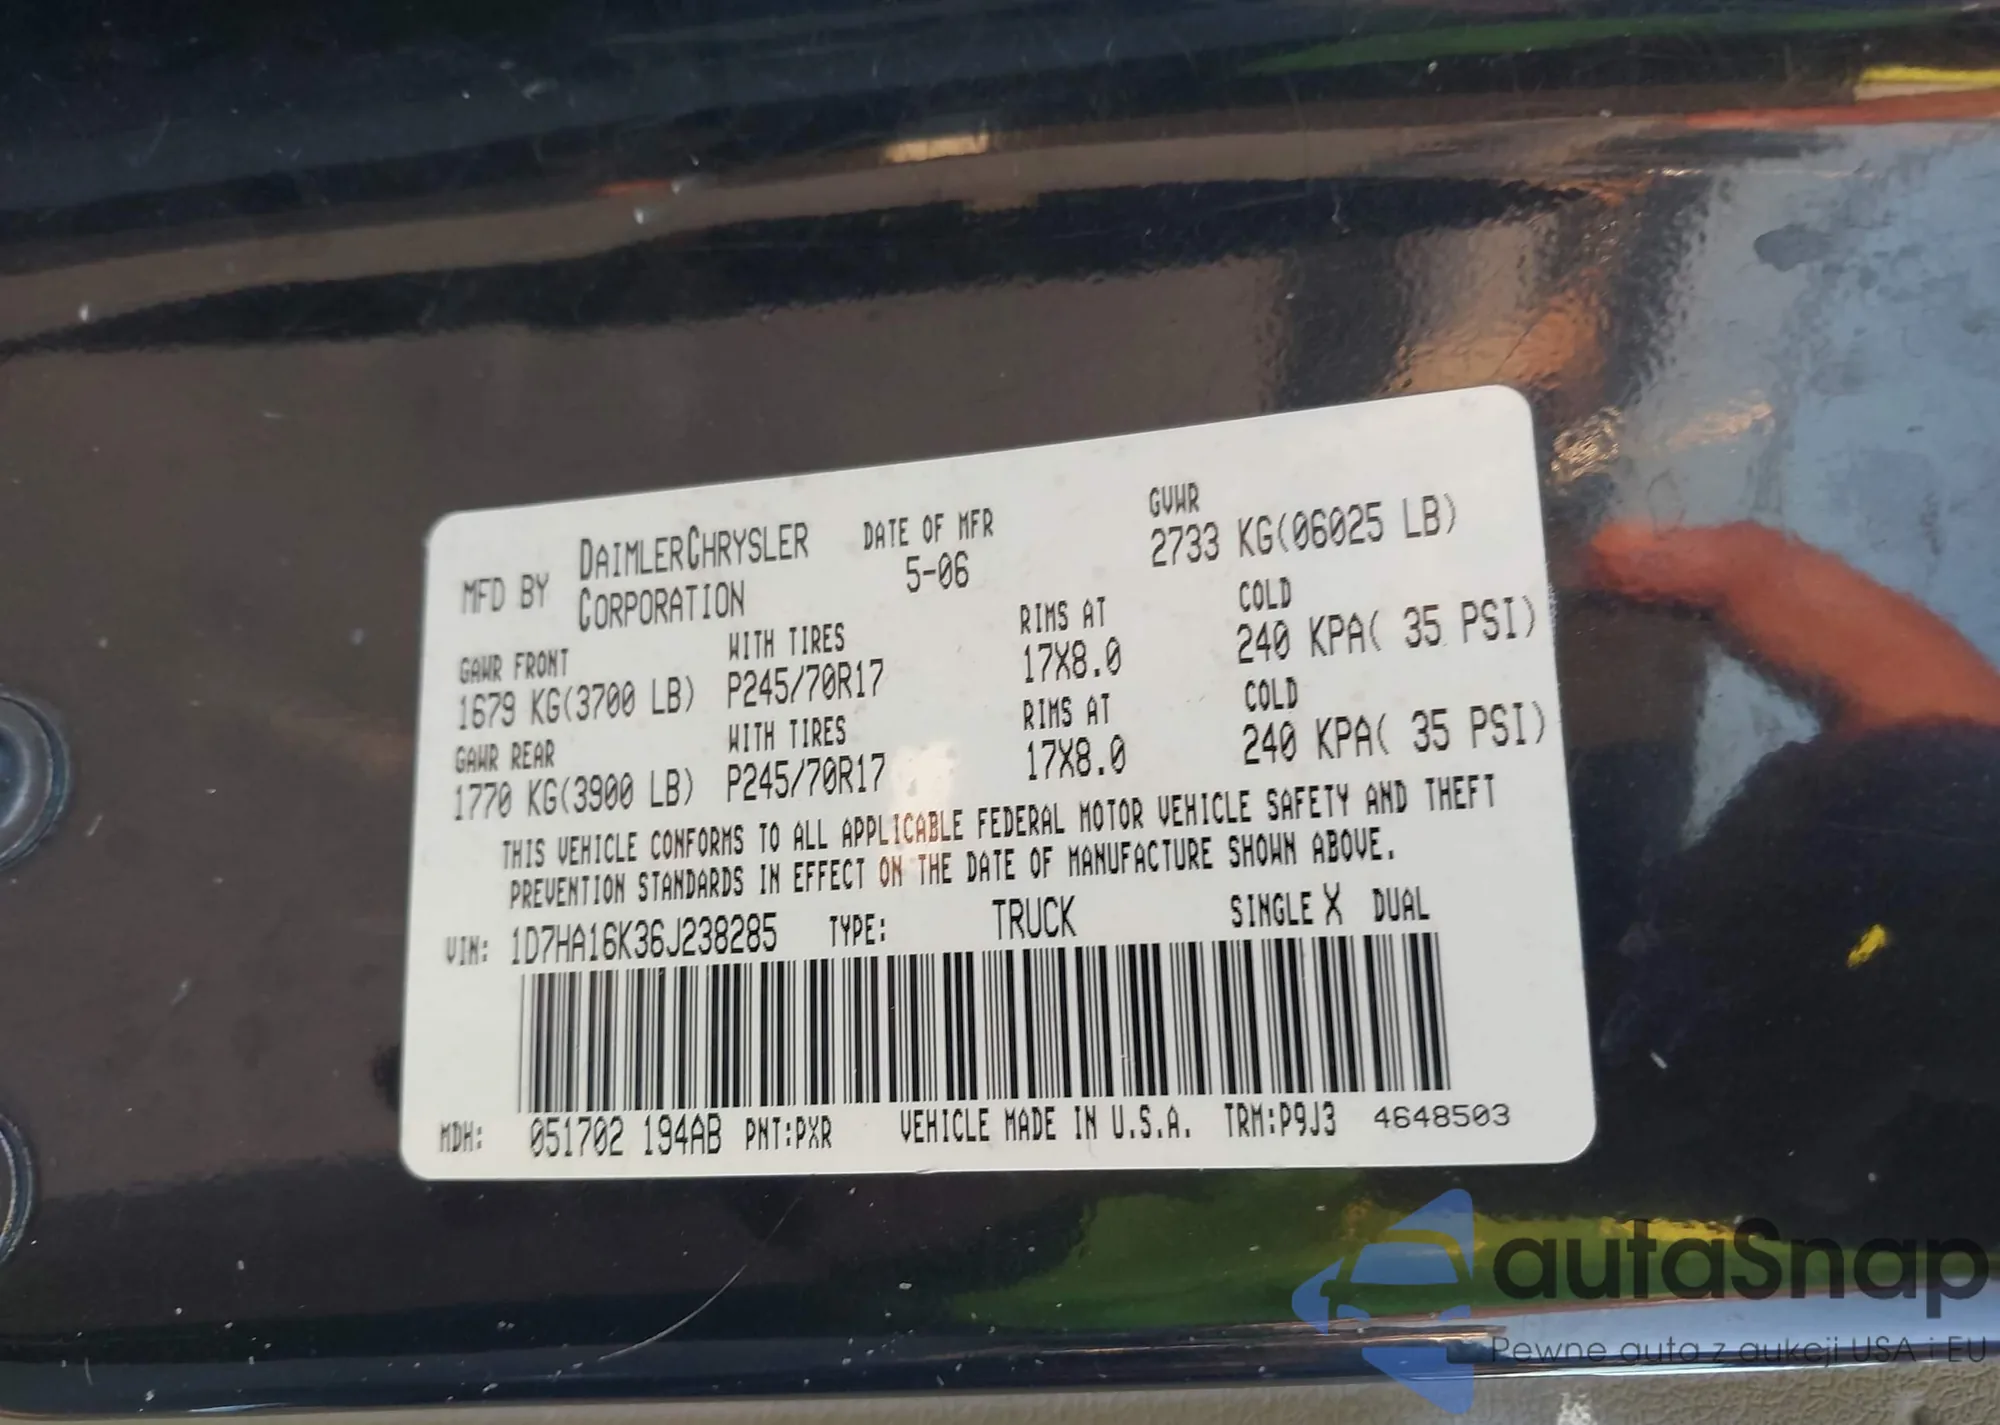 MFD BY DAIMLERCHRYSLER CORPORATION
DATE OF MFR
5-06
GVWR
2733 KG(06025 LB)
GAWR FRONT WITH TIRES RIMS AT COLD
1679 KG(3700 LB) P245/70R17 17X8.0 240 KPA( 35 PSI)
GAWR REAR WITH TIRES RIMS AT COLD
1770 KG(3900 LB) P245/70R17 17X8.0 240 KPA( 35 PSI)
THIS VEHICLE CONFORMS TO ALL APPLICABLE FEDERAL MOTOR VEHICLE SAFETY AND THEFT
PREVENTION STANDARDS IN EFFECT ON THE DATE OF MANUFACTURE SHOWN ABOVE.
VIN: 1D7HA16K36J238285 TYPE: TRUCK SINGLE X DUAL
MDH: 051702 194AB PNT:PXR VEHICLE MADE IN U.S.A. TRM:P9J3 4648503
autaSnap
Pewne auta z aukcji USA i EU